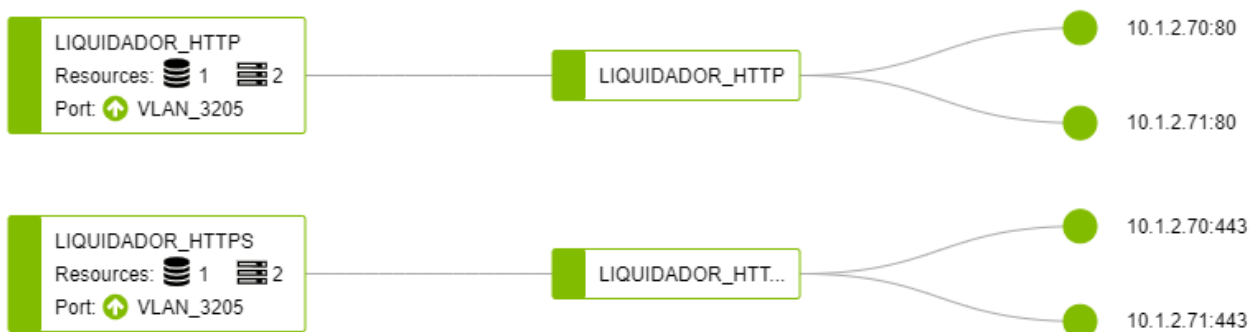 LIQUIDADOR_HTTP
Resources: 1 2
Port: VLAN_3205
LIQUIDADOR_HTTP
10.1.2.70:80
10.1.2.71:80
LIQUIDADOR_HTTPS
Resources: 1 2
Port: VLAN_3205
LIQUIDADOR_HTT...
10.1.2.70:443
10.1.2.71:443